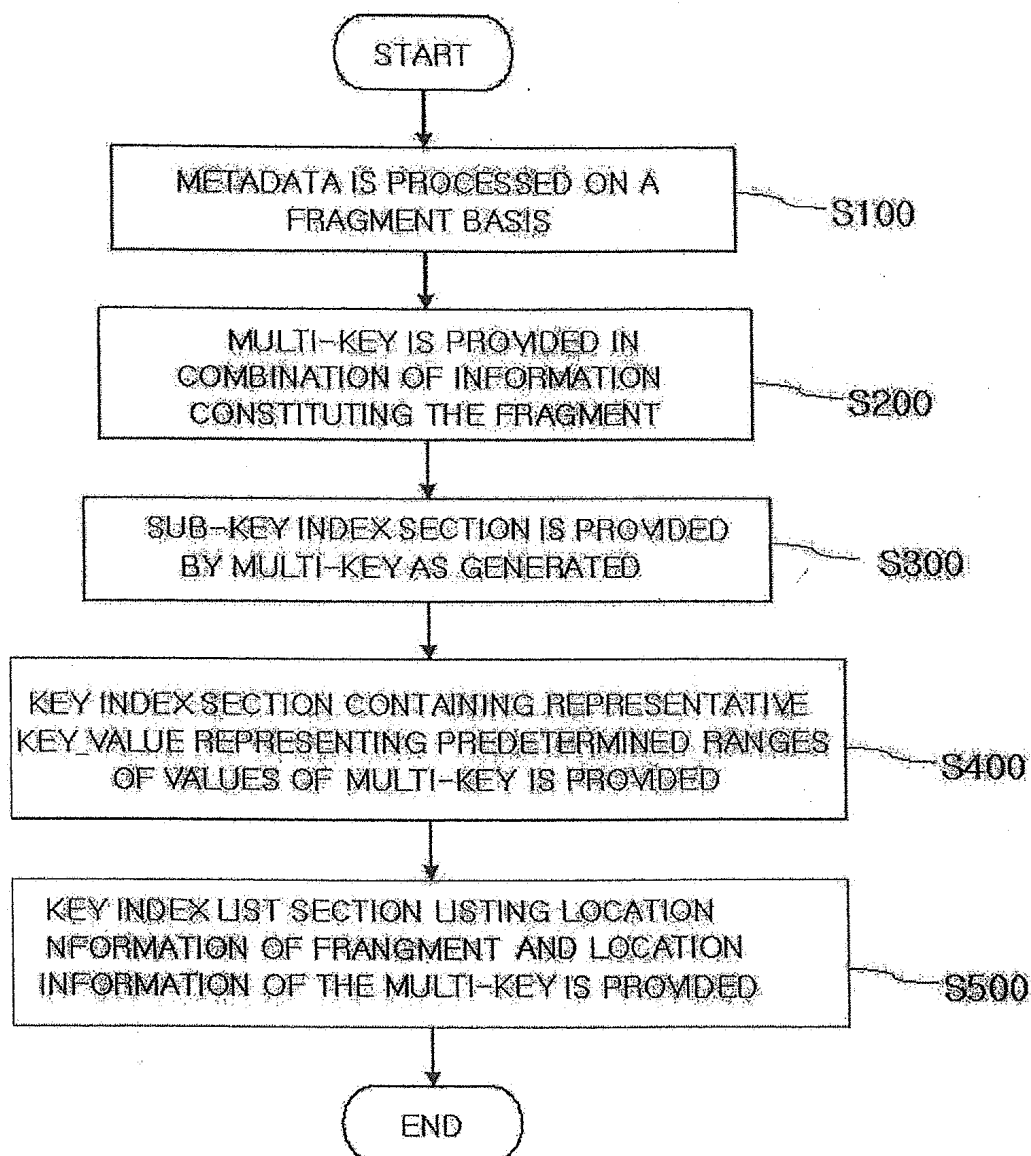 START
METADATA IS PROCESSED ON A
FRAGMENT BASIS
S100
MULTI-KEY IS PROVIDED IN
COMBINATION OF INFORMATION
CONSTITUTING THE FRAGMENT
S200
SUB-KEY INDEX SECTION IS PROVIDED
BY MULTI-KEY AS GENERATED
S300
KEY INDEX SECTION CONTAINING REPRESENTATIVE
KEY_VALUE REPRESENTING PREDETERMINED RANGES
OF VALUES OF MULTI-KEY IS PROVIDED
S400
KEY INDEX LIST SECTION LISTING LOCATION
NFORMATION OF FRANGMENT AND LOCATION
INFORMATION OF THE MULTI-KEY IS PROVIDED
S500
END